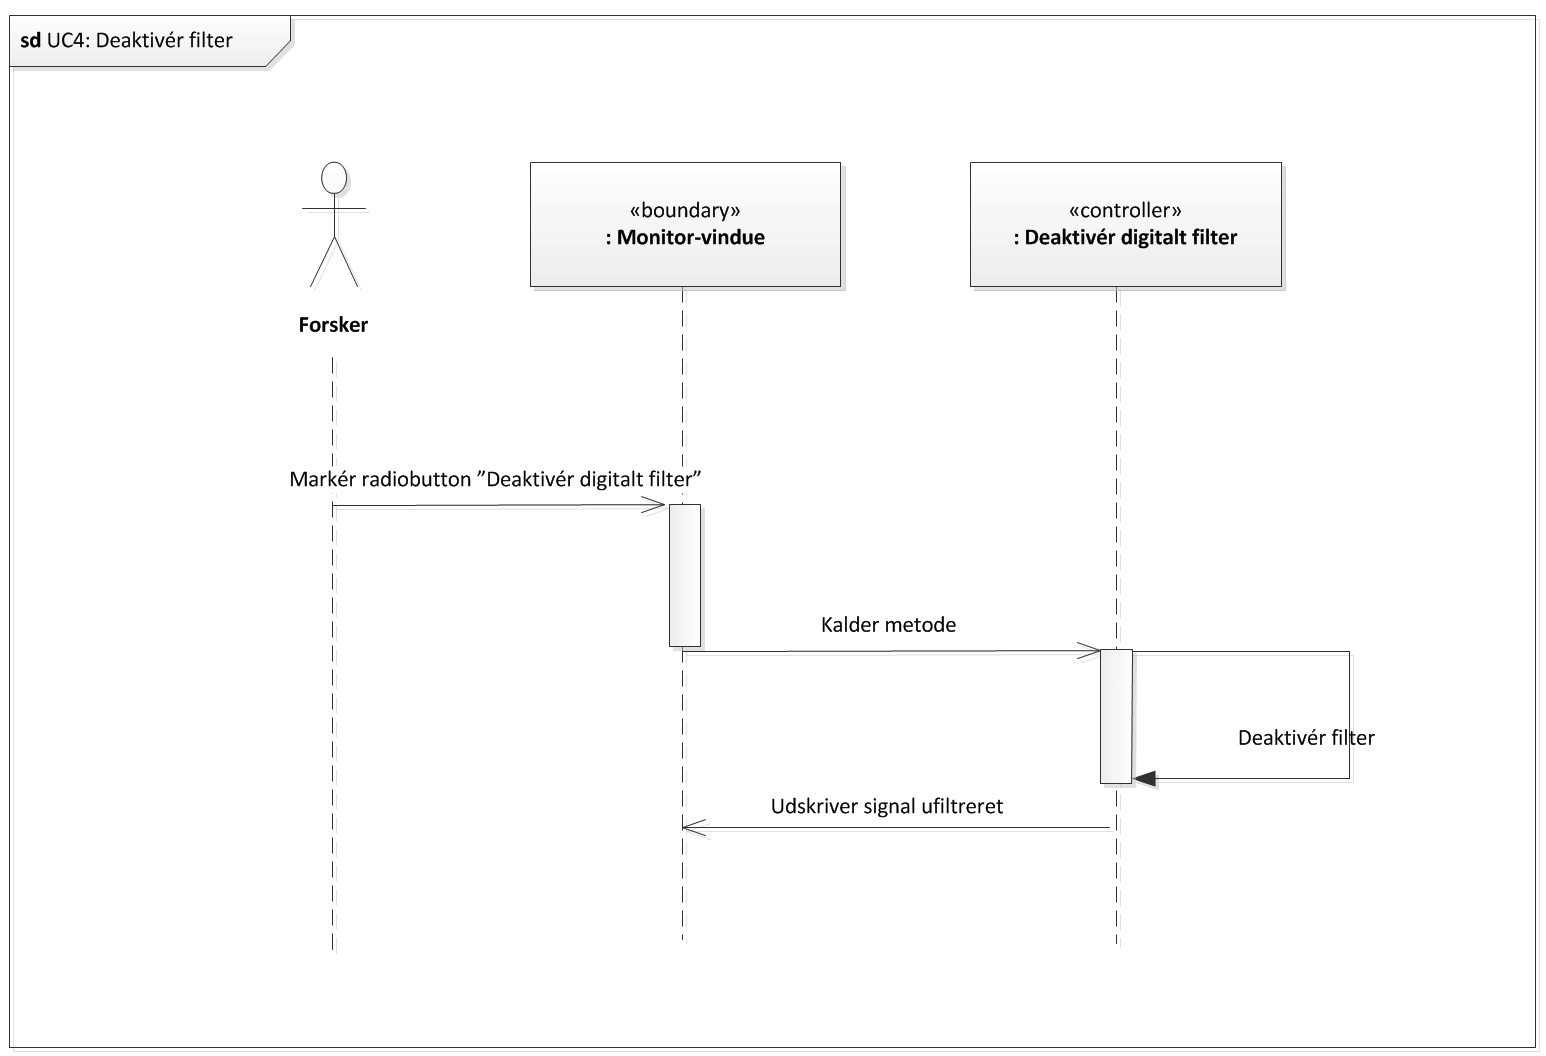 sd UC4: Deaktivér filter
«boundary»
: Monitor-vindue
«controller»
: Deaktivér digitalt filter
Forsker
Markér radiobutton ”Deaktivér digitalt filter”
Kalder metode
Deaktivér filter
Udskriver signal ufiltreret